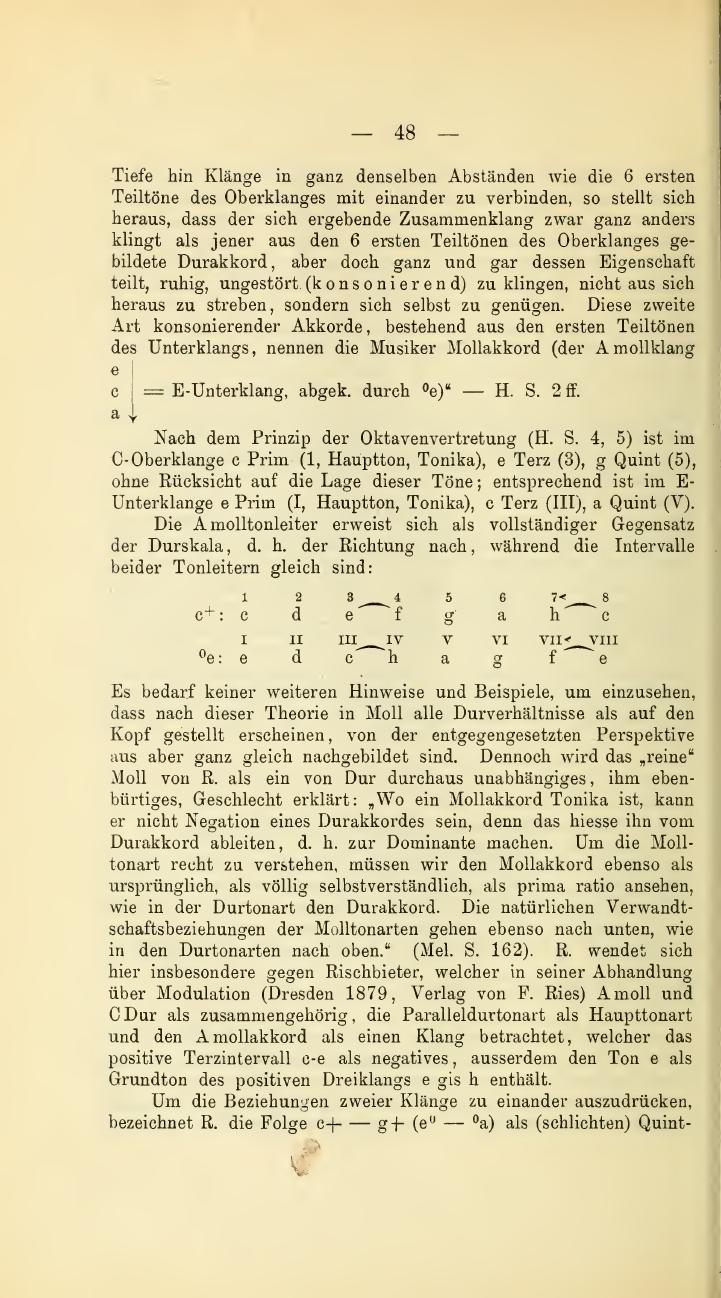 — 48 —
Tiefe hin Klänge in ganz denselben Abständen wie die 6 ersten
Teiltöne des Oberklanges mit einander zu verbinden, so stellt sich
heraus, dass der sich ergebende Zusammenklang zwar ganz anders
klingt als jener aus den 6 ersten Teiltönen des Oberklanges ge-
bildete Durakkord, aber doch ganz und gar dessen Eigenschaft
teilt, ruhig, ungestört (konsonierend) zu klingen, nicht aus sich
heraus zu streben, sondern sich selbst zu genügen. Diese zweite
Art konsonierender Akkorde, bestehend aus den ersten Teiltönen
des Unterklangs, nennen die Musiker Mollakkord (der Amollklang
e
c = E-Unterklang, abgek. durch ⁰e)“ — H. S. 2 ff.
a
Nach dem Prinzip der Oktavenvertretung (H. S. 4, 5) ist im
C-Oberklange c Prim (1, Hauptton, Tonika), e Terz (3), g Quint (5),
ohne Rücksicht auf die Lage dieser Töne; entsprechend ist im E-
Unterklange e Prim (I, Hauptton, Tonika), c Terz (III), a Quint (V).
Die Amolltonleiter erweist sich als vollständiger Gegensatz
der Durskala, d. h. der Richtung nach, während die Intervalle
beider Tonleitern gleich sind:
1 2 3 4 5 6 7< 8
c⁺: c d e f g a h c
I II III IV V VI VII< VIII
⁰e: e d c h a g f e
Es bedarf keiner weiteren Hinweise und Beispiele, um einzusehen,
dass nach dieser Theorie in Moll alle Durverhältnisse als auf den
Kopf gestellt erscheinen, von der entgegengesetzten Perspektive
aus aber ganz gleich nachgebildet sind. Dennoch wird das „reine“
Moll von R. als ein von Dur durchaus unabhängiges, ihm eben-
bürtiges, Geschlecht erklärt: „Wo ein Mollakkord Tonika ist, kann
er nicht Negation eines Durakkordes sein, denn das hiesse ihn vom
Durakkord ableiten, d. h. zur Dominante machen. Um die Moll-
tonart recht zu verstehen, müssen wir den Mollakkord ebenso als
ursprünglich, als völlig selbstverständlich, als prima ratio ansehen,
wie in der Durtonart den Durakkord. Die natürlichen Verwandt-
schaftsbeziehungen der Molltonarten gehen ebenso nach unten, wie
in den Durtonarten nach oben.“ (Mel. S. 162). R. wendet sich
hier insbesondere gegen Rischbieter, welcher in seiner Abhandlung
über Modulation (Dresden 1879, Verlag von F. Ries) Amoll und
CDur als zusammengehörig, die Paralleldurtonart als Haupttonart
und den Amollakkord als einen Klang betrachtet, welcher das
positive Terzintervall c-e als negatives, ausserdem den Ton e als
Grundton des positiven Dreiklangs e gis h enthält.
Um die Beziehungen zweier Klänge zu einander auszudrücken,
bezeichnet R. die Folge c+ — g+ (e⁰ — ⁰a) als (schlichten) Quint-